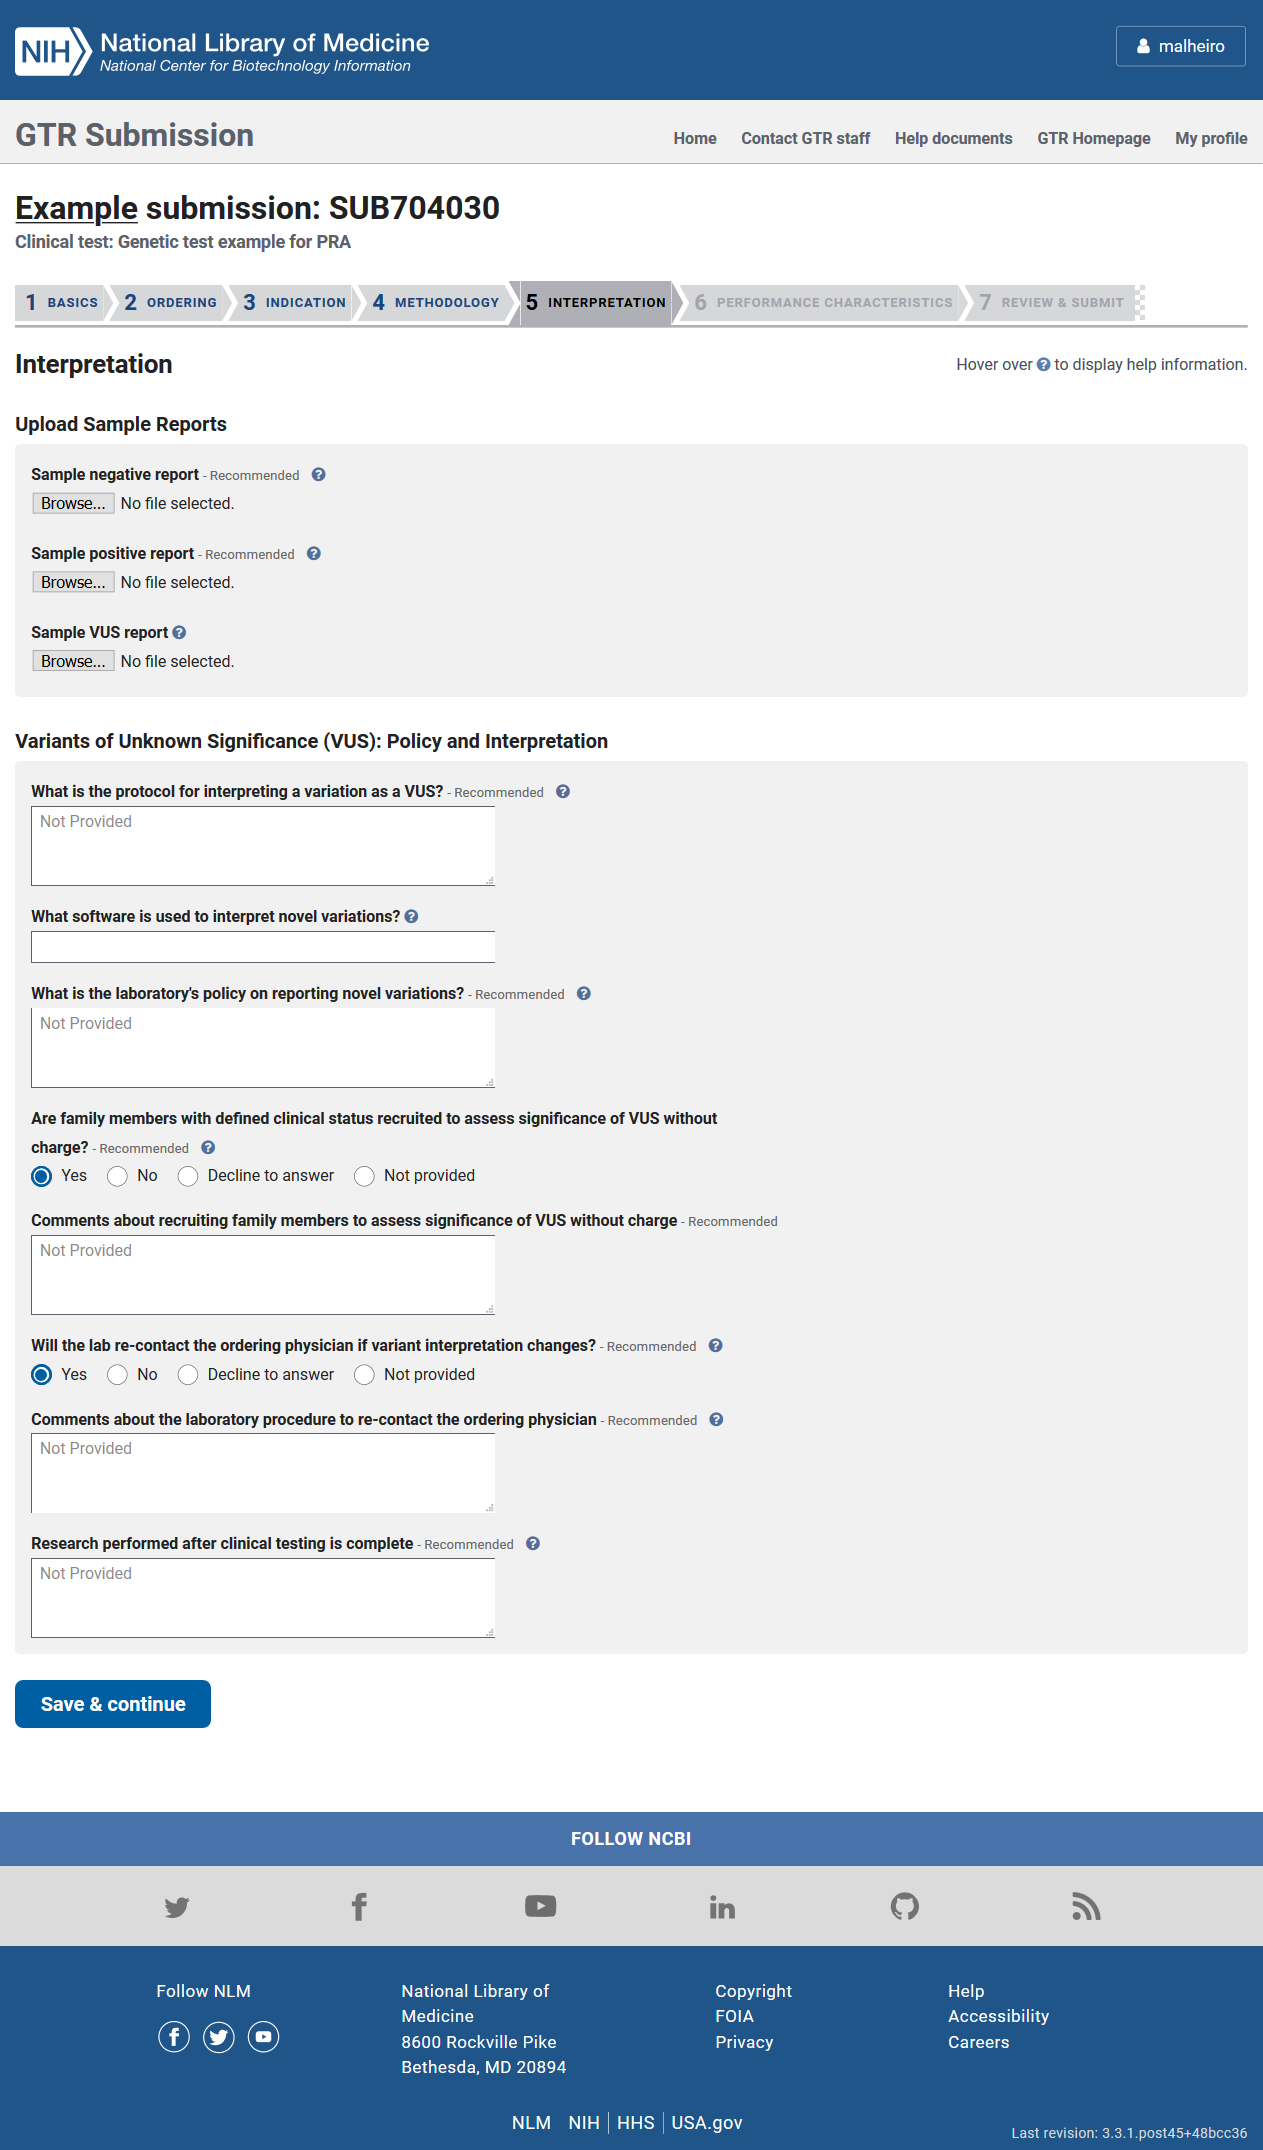 NIH National Library of Medicine
National Center for Biotechnology Information
malheiro
GTR Submission
Home Contact GTR staff Help documents GTR Homepage My profile
Example submission: SUB704030
Clinical test: Genetic test example for PRA
1 BASICS 2 ORDERING 3 INDICATION 4 METHODOLOGY 5 INTERPRETATION 6 PERFORMANCE CHARACTERISTICS 7 REVIEW & SUBMIT
Interpretation
Hover over ? to display help information.
Upload Sample Reports
Sample negative report - Recommended ?
Browse... No file selected.
Sample positive report - Recommended ?
Browse... No file selected.
Sample VUS report ?
Browse... No file selected.
Variants of Unknown Significance (VUS): Policy and Interpretation
What is the protocol for interpreting a variation as a VUS? - Recommended ?
Not Provided
What software is used to interpret novel variations? ?
What is the laboratory's policy on reporting novel variations? - Recommended ?
Not Provided
Are family members with defined clinical status recruited to assess significance of VUS without
charge? - Recommended ?
Yes No Decline to answer Not provided
Comments about recruiting family members to assess significance of VUS without charge - Recommended
Not Provided
Will the lab re-contact the ordering physician if variant interpretation changes? - Recommended ?
Yes No Decline to answer Not provided
Comments about the laboratory procedure to re-contact the ordering physician - Recommended ?
Not Provided
Research performed after clinical testing is complete - Recommended ?
Not Provided
Save & continue
FOLLOW NCBI
Follow NLM
National Library of
Medicine
8600 Rockville Pike
Bethesda, MD 20894
Copyright
FOIA
Privacy
Help
Accessibility
Careers
NLM NIH HHS USA.gov
Last revision: 3.3.1.post45+48bcc36